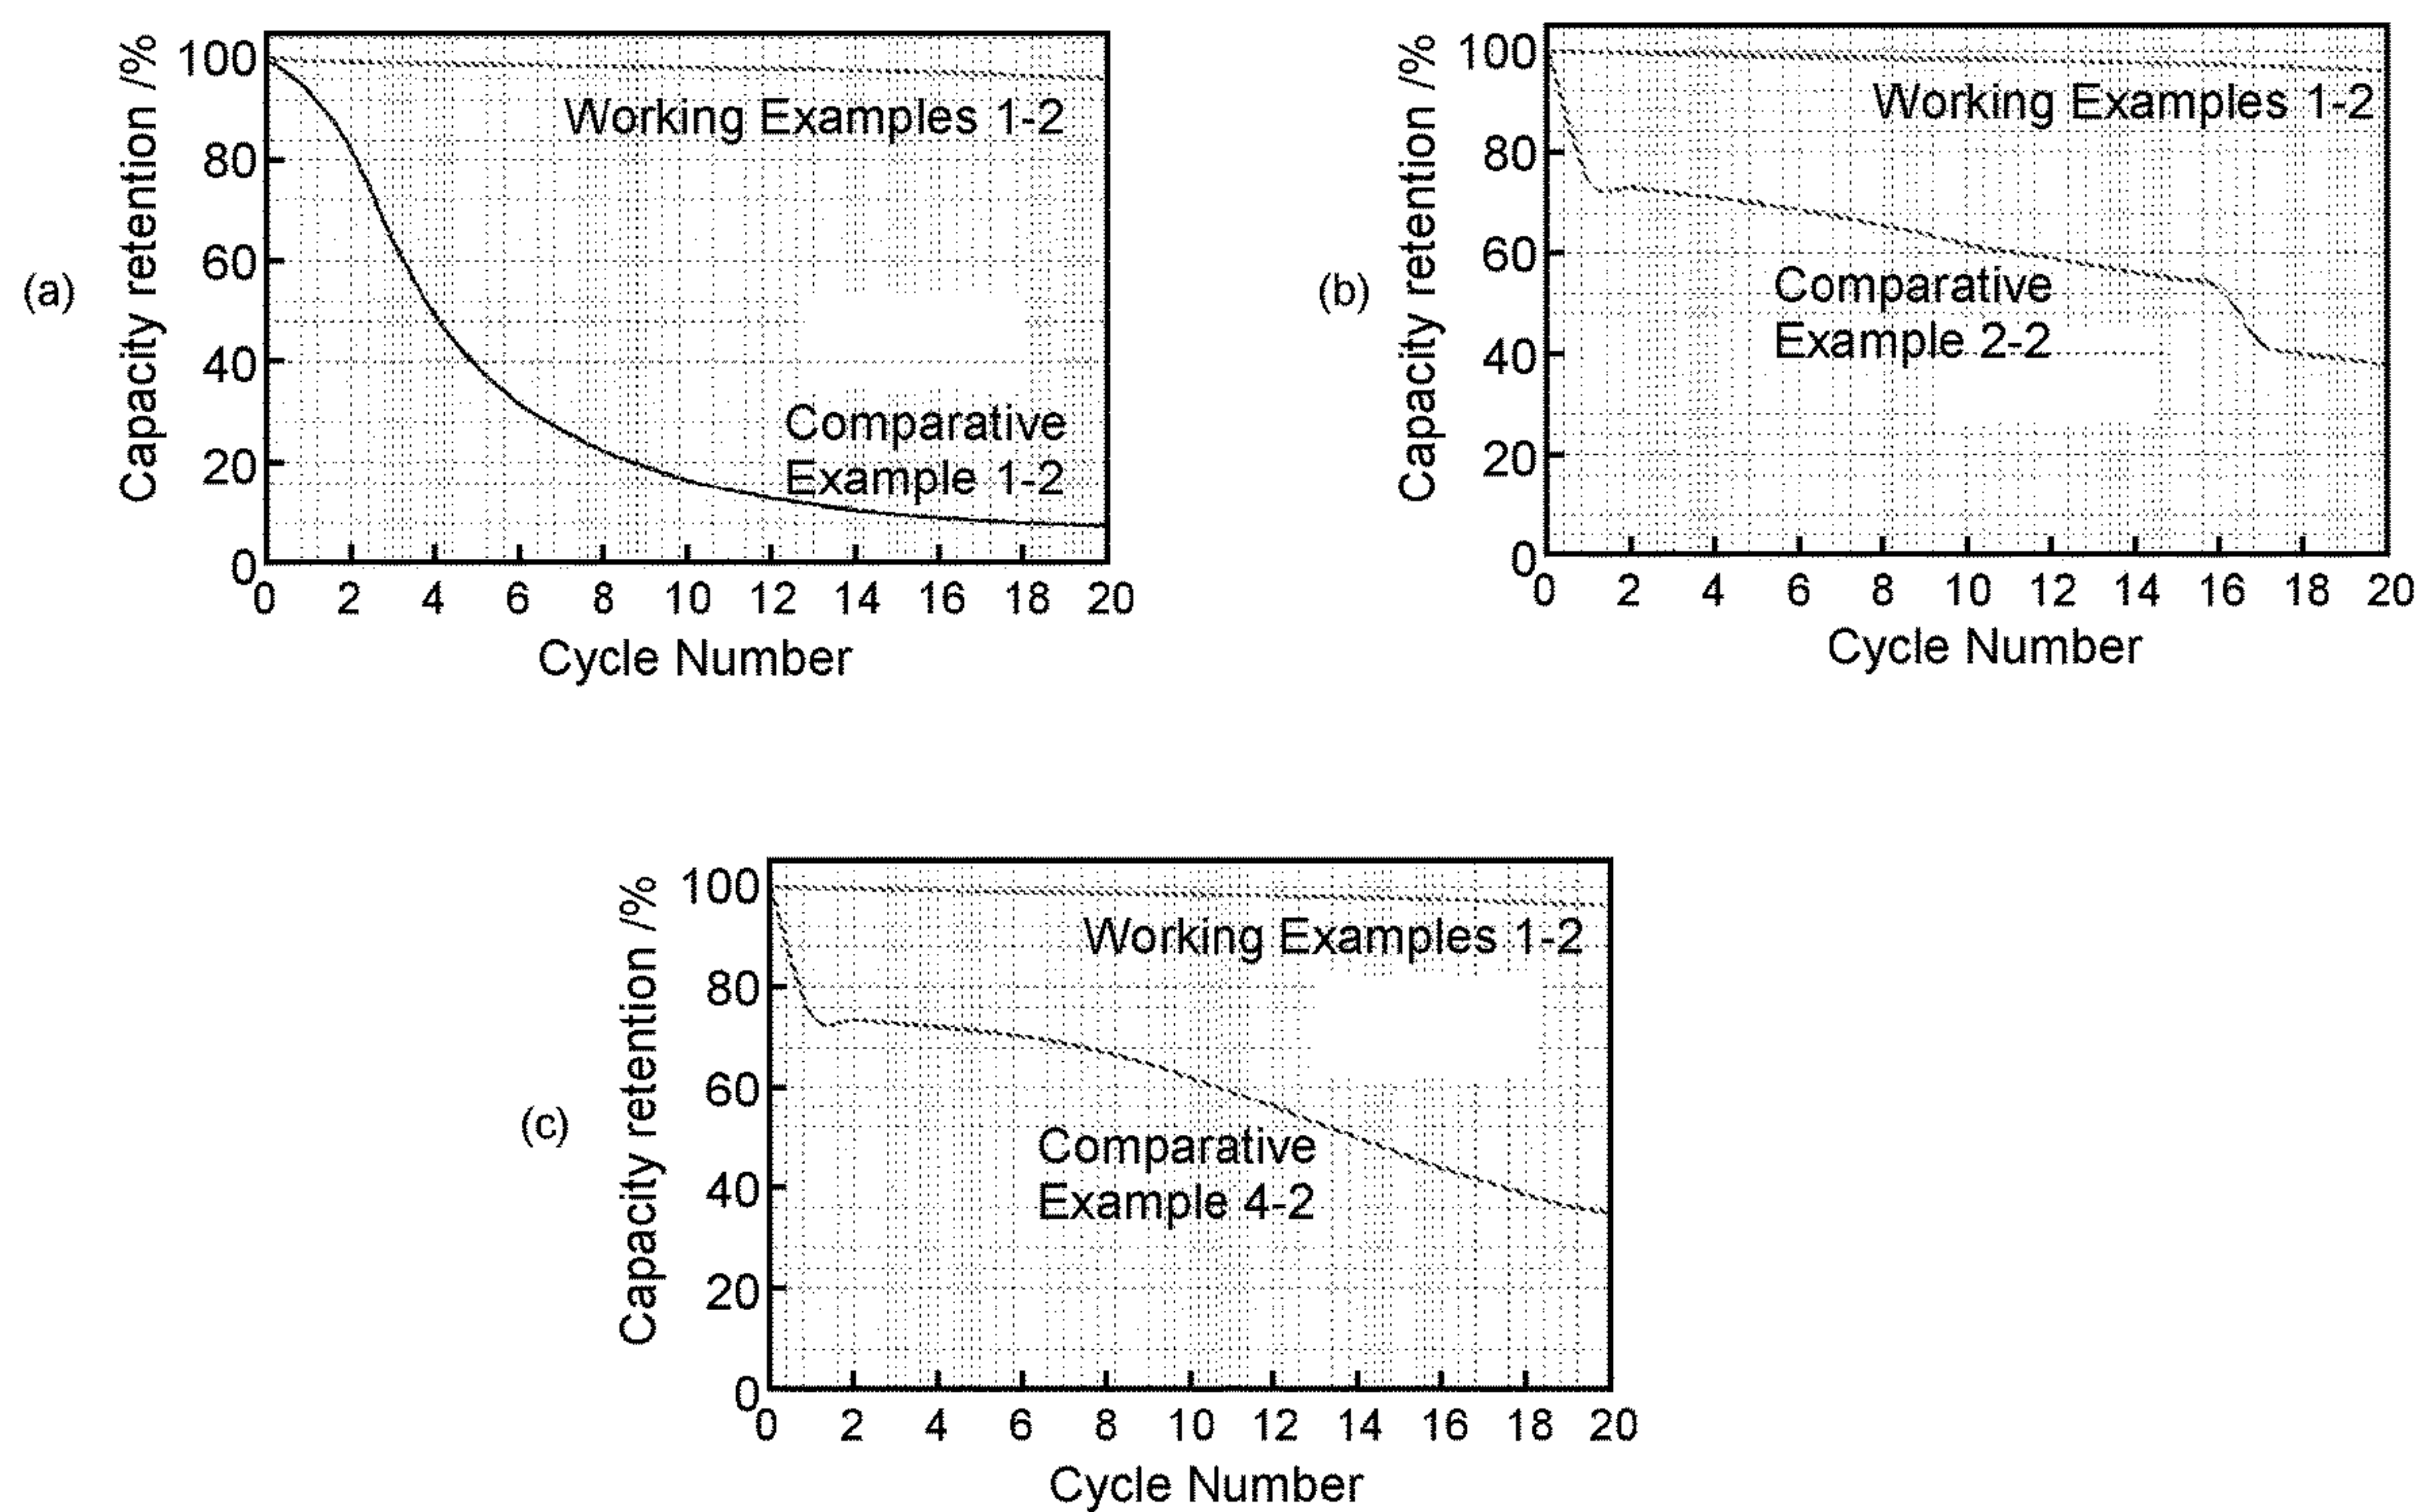 (a)
Capacity retention /%
100
80
60
40
20
0
Working Examples 1-2
Comparative
Example 1-2
0 2 4 6 8 10 12 14 16 18 20
Cycle Number
(b)
Capacity retention /%
100
80
60
40
20
0
Working Examples 1-2
Comparative
Example 2-2
0 2 4 6 8 10 12 14 16 18 20
Cycle Number
(c)
Capacity retention /%
100
80
60
40
20
0
Working Examples 1-2
Comparative
Example 4-2
0 2 4 6 8 10 12 14 16 18 20
Cycle Number